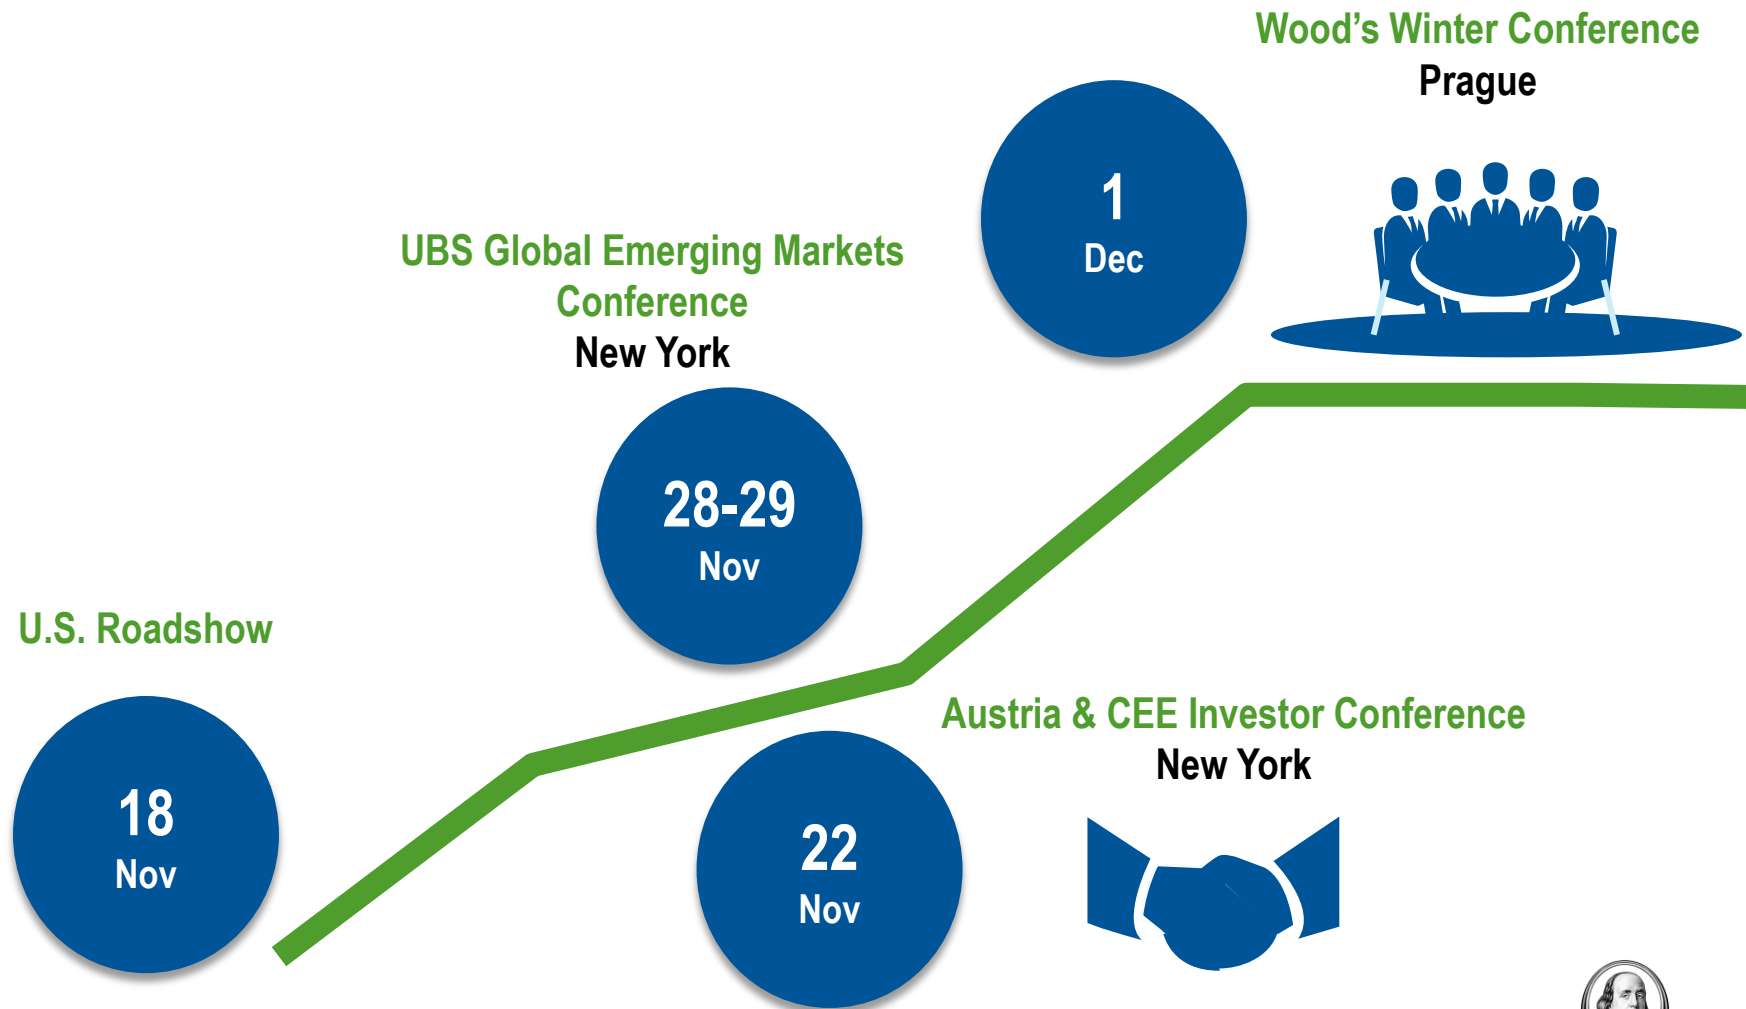 Wood’s Winter Conference
Prague
1
Dec
UBS Global Emerging Markets
Conference
New York
28-29
Nov
U.S. Roadshow
18
Nov
Austria & CEE Investor Conference
New York
22
Nov